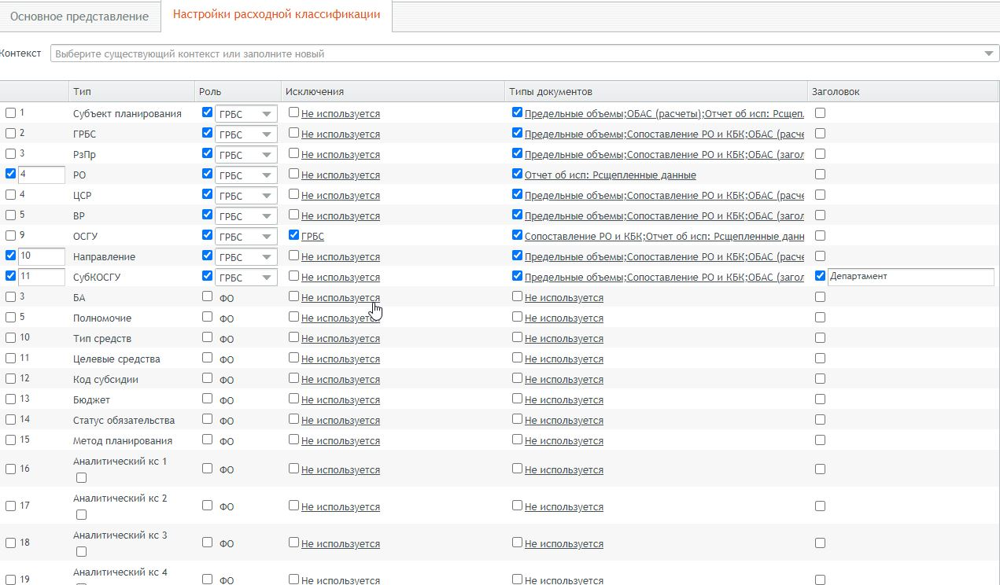 Основное представление Настройки расходной классификации
Контекст Выберите существующий контекст или заполните новый
Тип Роль Исключения Типы документов Заголовок
1 Субъект планирования ГРБС Не используется Предельные объемы;ОБАС (расчеты);Отчет об исп: Рсщеп.
2 ГРБС ГРБС Не используется Предельные объемы;Сопоставление РО и КБК;ОБАС (расче
3 РзПр ГРБС Не используется Предельные объемы;Сопоставление РО и КБК;ОБАС (загол
4 РО ГРБС Не используется Отчет об исп: Рсщепленные данные
4 ЦСР ГРБС Не используется Предельные объемы;Сопоставление РО и КБК;ОБАС (расче
5 ВР ГРБС Не используется Предельные объемы;Сопоставление РО и КБК;ОБАС (загол
9 ОСГУ ГРБС ГРБС Сопоставление РО и КБК;Отчет об исп: Рсщепленные данн
10 Направление ГРБС Не используется Предельные объемы;Сопоставление РО и КБК;ОБАС (расче
11 СубКОСГУ ГРБС Не используется Предельные объемы;Сопоставление РО и КБК;ОБАС (загол Департамент
3 БА ФО Не используется Не используется
5 Полномочие ФО Не используется Не используется
10 Тип средств ФО Не используется Не используется
11 Целевые средства ФО Не используется Не используется
12 Код субсидии ФО Не используется Не используется
13 Бюджет ФО Не используется Не используется
14 Статус обязательства ФО Не используется Не используется
15 Метод планирования ФО Не используется Не используется
16 Аналитический кс 1 ФО Не используется Не используется
17 Аналитический кс 2 ФО Не используется Не используется
18 Аналитический кс 3 ФО Не используется Не используется
19 Аналитический кс 4 ФО Не используется Не используется